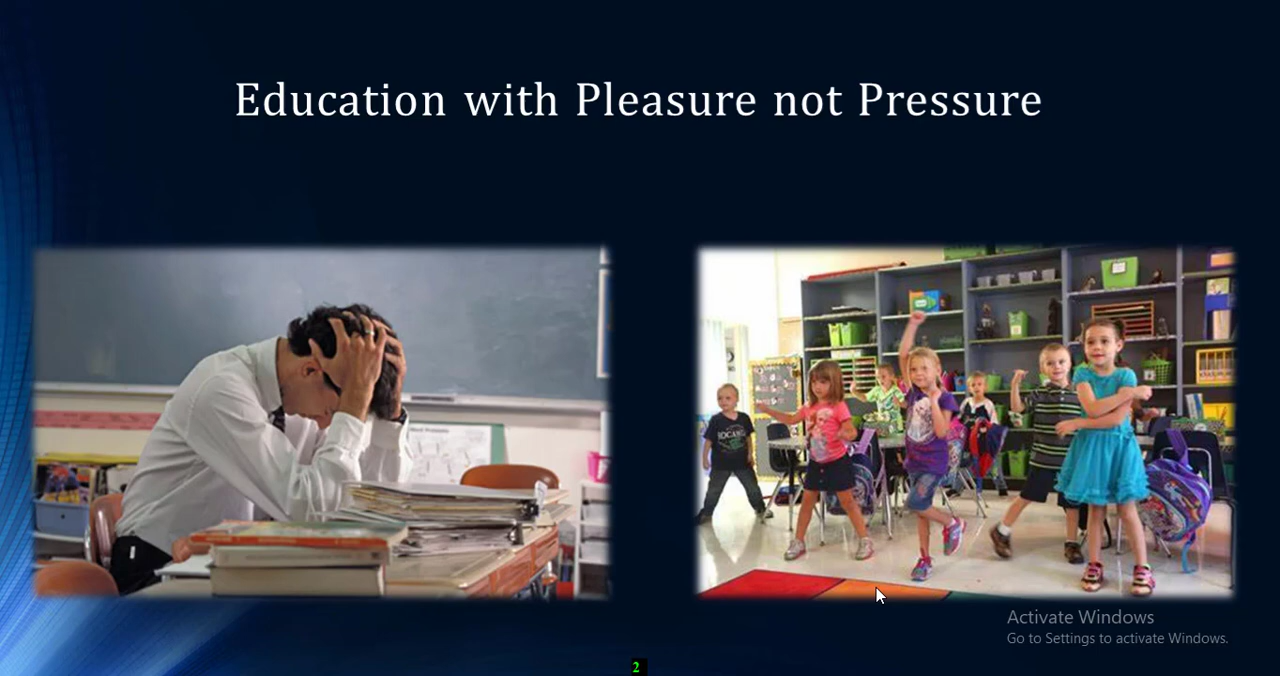 Education with Pleasure not Pressure
Activate Windows
Go to Settings to activate Windows.
2